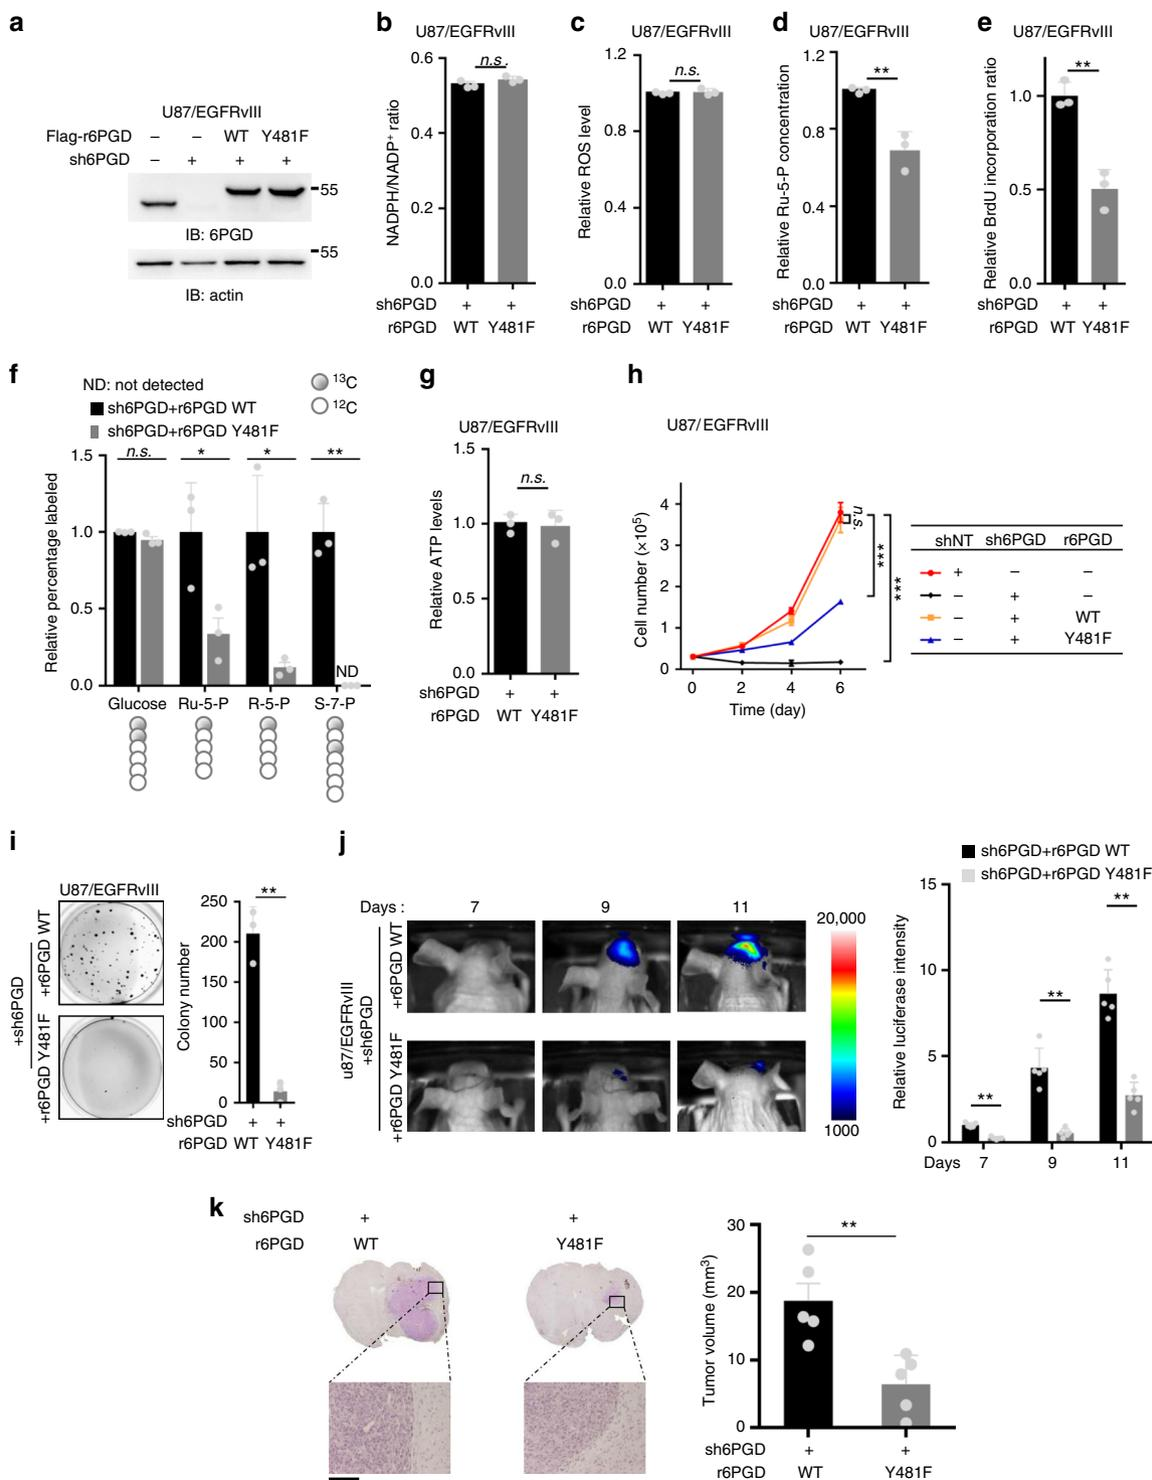 a
U87/EGFRvIII
Flag-r6PGD – – WT Y481F
sh6PGD – + + +
55
IB: 6PGD
55
IB: actin
b
U87/EGFRvIII
n.s.
NADPH/NADP+ ratio
0.6
0.4
0.2
0.0
sh6PGD + +
r6PGD WT Y481F
c
U87/EGFRvIII
n.s.
Relative ROS level
1.2
0.8
0.4
0.0
sh6PGD + +
r6PGD WT Y481F
d
U87/EGFRvIII
**
Relative Ru-5-P concentration
1.2
0.8
0.4
0.0
sh6PGD + +
r6PGD WT Y481F
e
U87/EGFRvIII
**
Relative BrdU incorporation ratio
1.0
0.5
0.0
sh6PGD + +
r6PGD WT Y481F
f
ND: not detected
sh6PGD+r6PGD WT
sh6PGD+r6PGD Y481F
13C
12C
Relative percentage labeled
1.5
1.0
0.5
0.0
n.s. * * **
ND
Glucose Ru-5-P R-5-P S-7-P
g
U87/EGFRvIII
n.s.
Relative ATP levels
1.5
1.0
0.5
0.0
sh6PGD + +
r6PGD WT Y481F
h
U87/EGFRvIII
Cell number (×10⁵)
4
3
2
1
0
0 2 4 6
Time (day)
n.s.
***
***
shNT sh6PGD r6PGD
+ – –
– + –
– + WT
– + Y481F
i
U87/EGFRvIII
+sh6PGD
+r6PGD WT
+r6PGD Y481F
**
Colony number
250
200
150
100
50
0
sh6PGD + +
r6PGD WT Y481F
j
Days : 7 9 11
u87/EGFRvIII
+sh6PGD
+r6PGD WT
+r6PGD Y481F
20,000
1000
sh6PGD+r6PGD WT
sh6PGD+r6PGD Y481F
Relative luciferase intensity
15
10
5
0
** ** **
Days 7 9 11
k
sh6PGD + +
r6PGD WT Y481F
**
Tumor volume (mm³)
30
20
10
0
sh6PGD + +
r6PGD WT Y481F